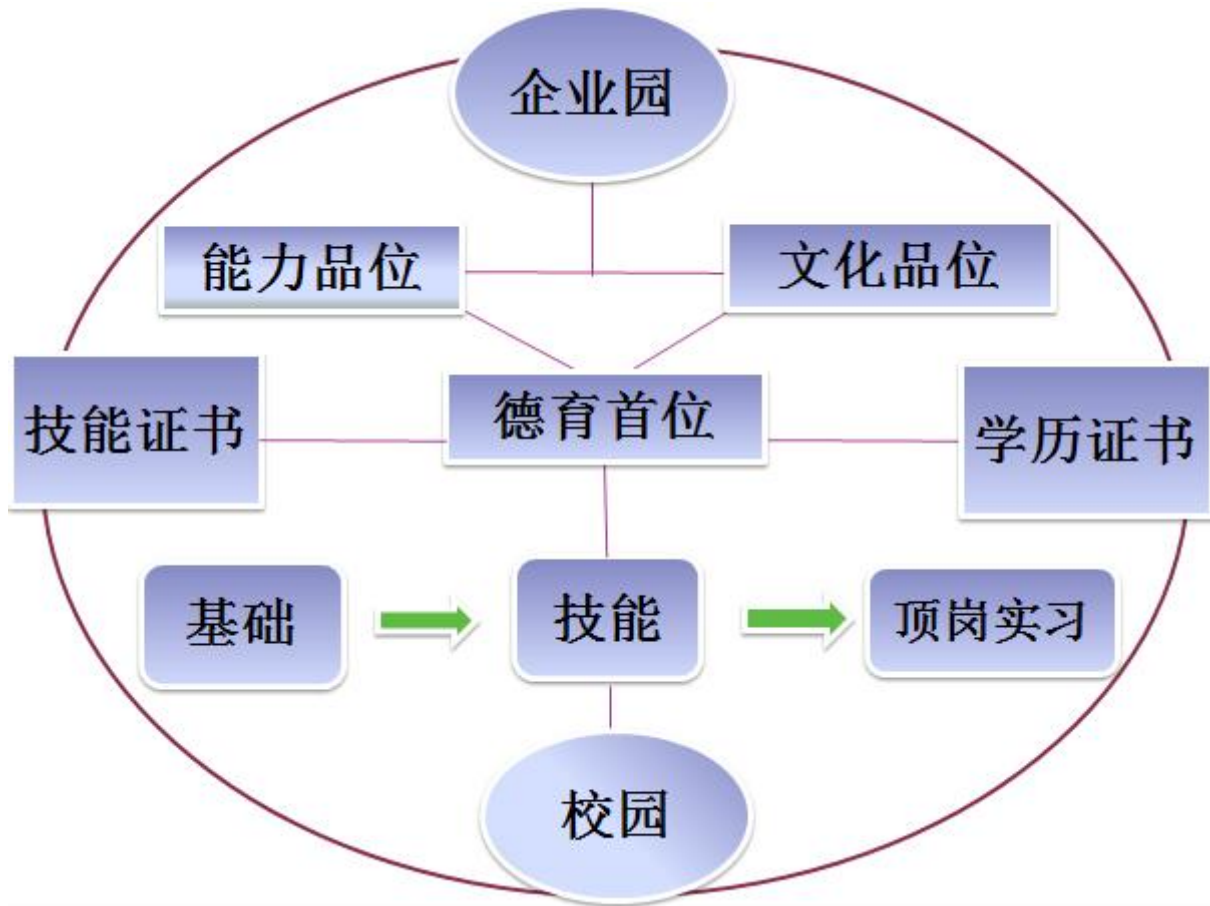 企业园
能力品位
文化品位
技能证书
德育首位
学历证书
基础
技能
顶岗实习
校园